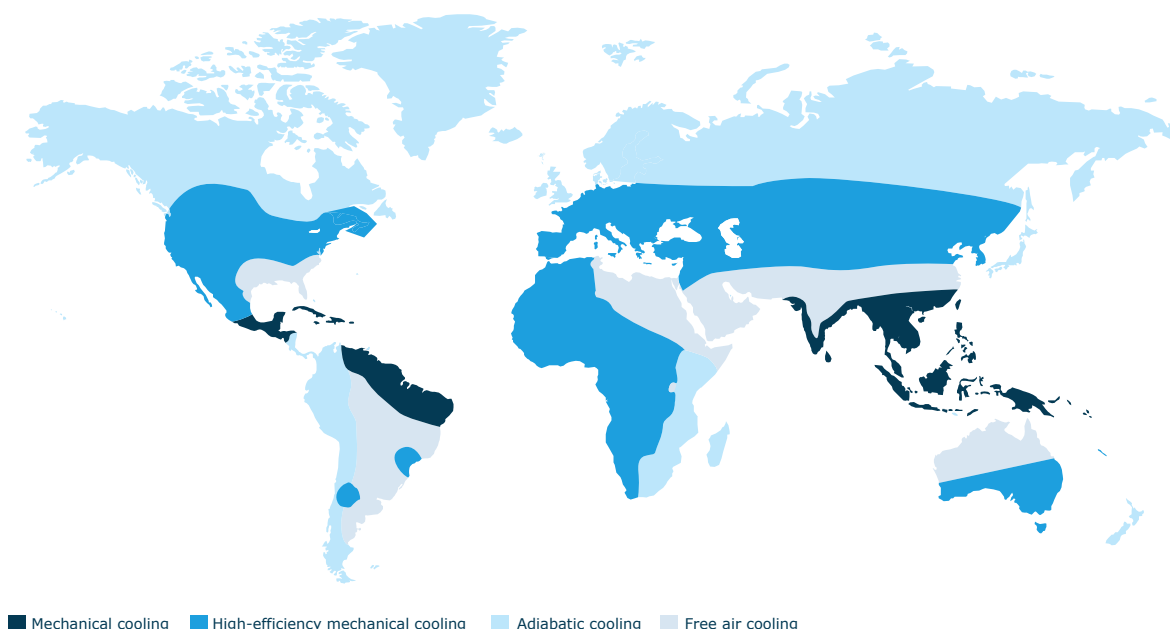 Mechanical cooling
High-efficiency mechanical cooling
Adiabatic cooling
Free air cooling